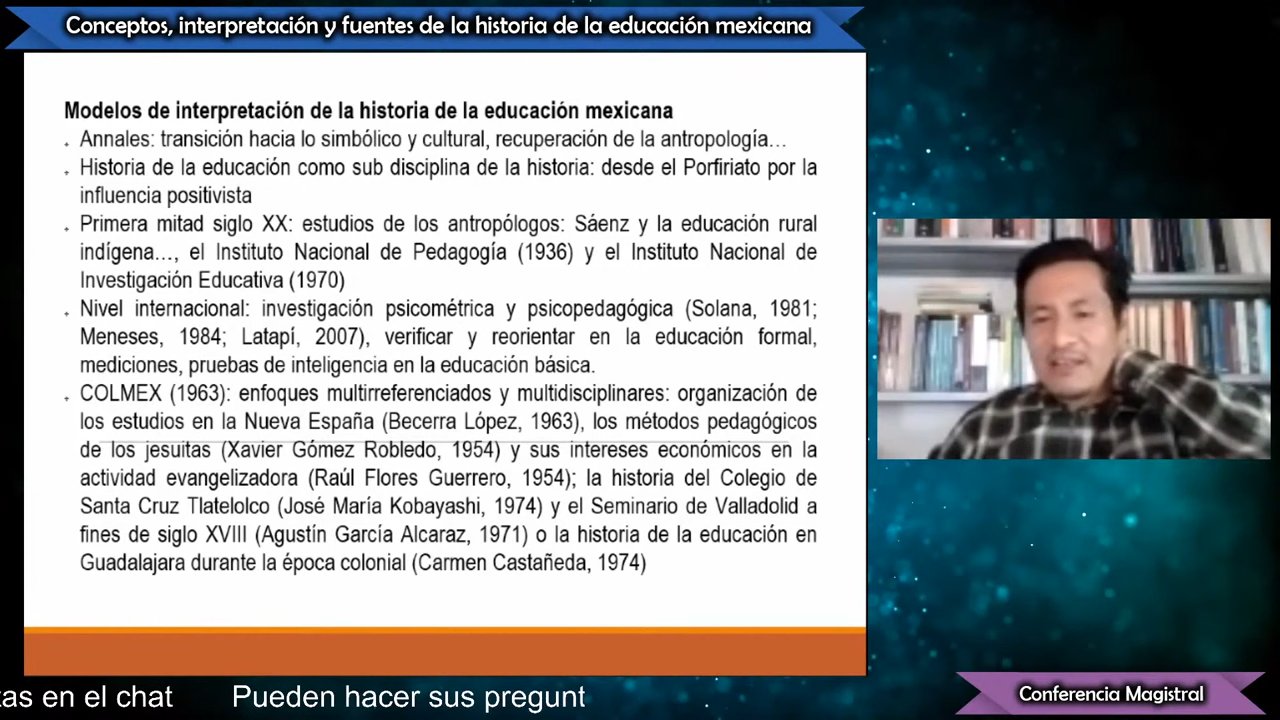 Conceptos, interpretación y fuentes de la historia de la educación mexicana
Modelos de interpretación de la historia de la educación mexicana
Annales: transición hacia lo simbólico y cultural, recuperación de la antropología…
Historia de la educación como sub disciplina de la historia: desde el Porfiriato por la
influencia positivista
Primera mitad siglo XX: estudios de los antropólogos: Sáenz y la educación rural
indígena…, el Instituto Nacional de Pedagogía (1936) y el Instituto Nacional de
Investigación Educativa (1970)
Nivel internacional: investigación psicométrica y psicopedagógica (Solana, 1981;
Meneses, 1984; Latapí, 2007), verificar y reorientar en la educación formal,
mediciones, pruebas de inteligencia en la educación básica.
COLMEX (1963): enfoques multirreferenciados y multidisciplinares: organización de
los estudios en la Nueva España (Becerra López, 1963), los métodos pedagógicos
de los jesuitas (Xavier Gómez Robledo, 1954) y sus intereses económicos en la
actividad evangelizadora (Raúl Flores Guerrero, 1954); la historia del Colegio de
Santa Cruz Tlatelolco (José María Kobayashi, 1974) y el Seminario de Valladolid a
fines de siglo XVIII (Agustín García Alcaraz, 1971) o la historia de la educación en
Guadalajara durante la época colonial (Carmen Castañeda, 1974)
tas en el chat Pueden hacer sus pregunt
Conferencia Magistral